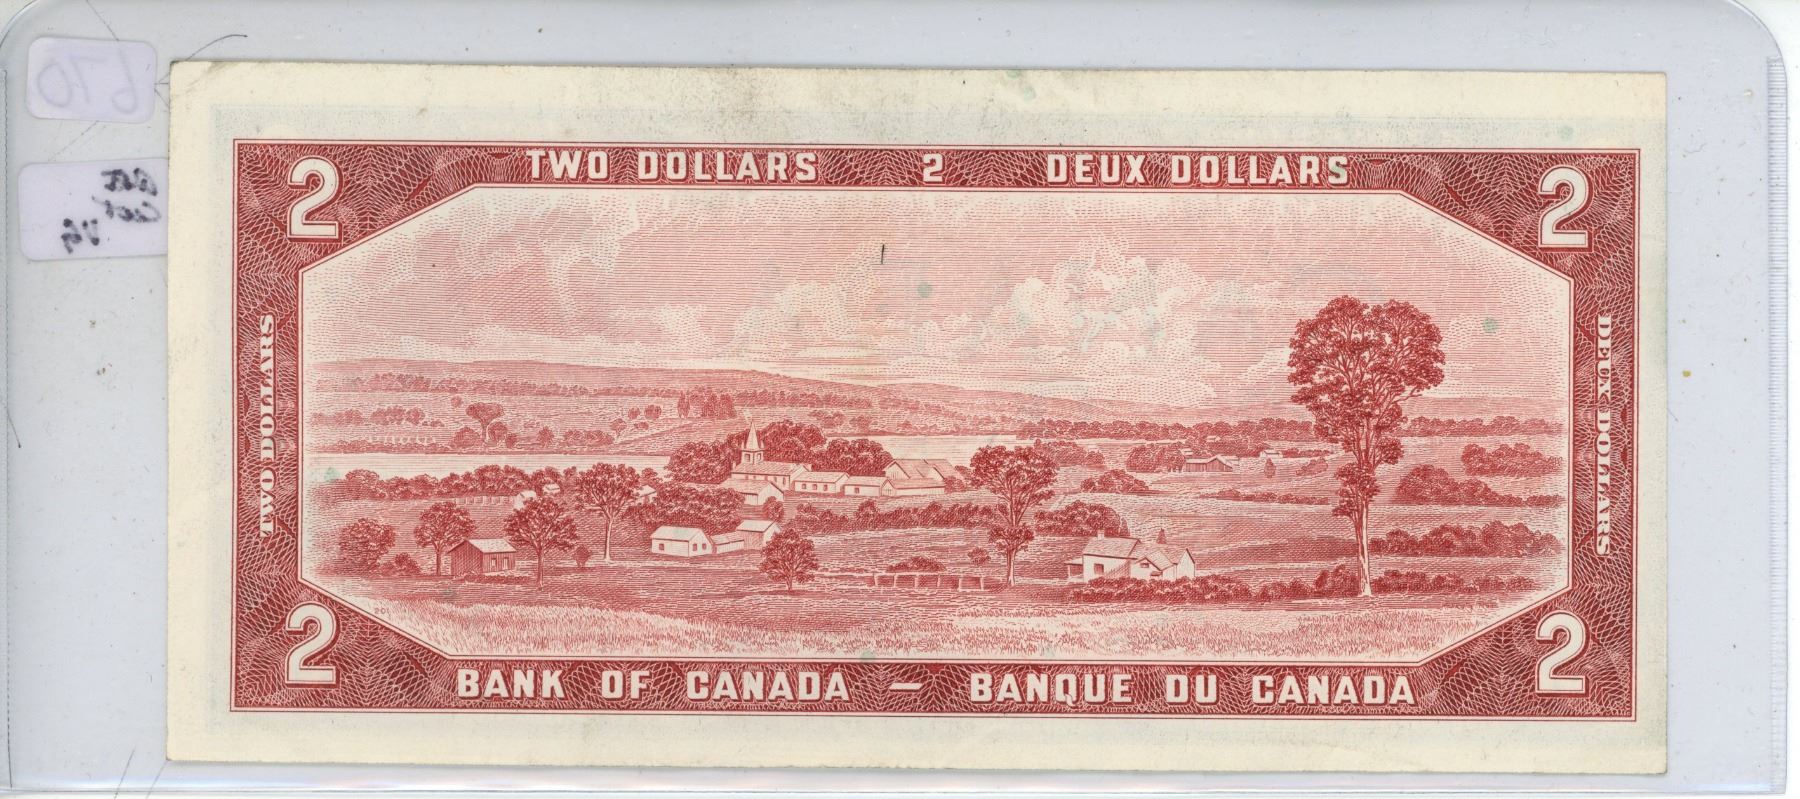 670
TWO DOLLARS 2 DEUX DOLLARS
2
2
TWO DOLLARS
DEUX DOLLARS
2
2
BANK OF CANADA — BANQUE DU CANADA